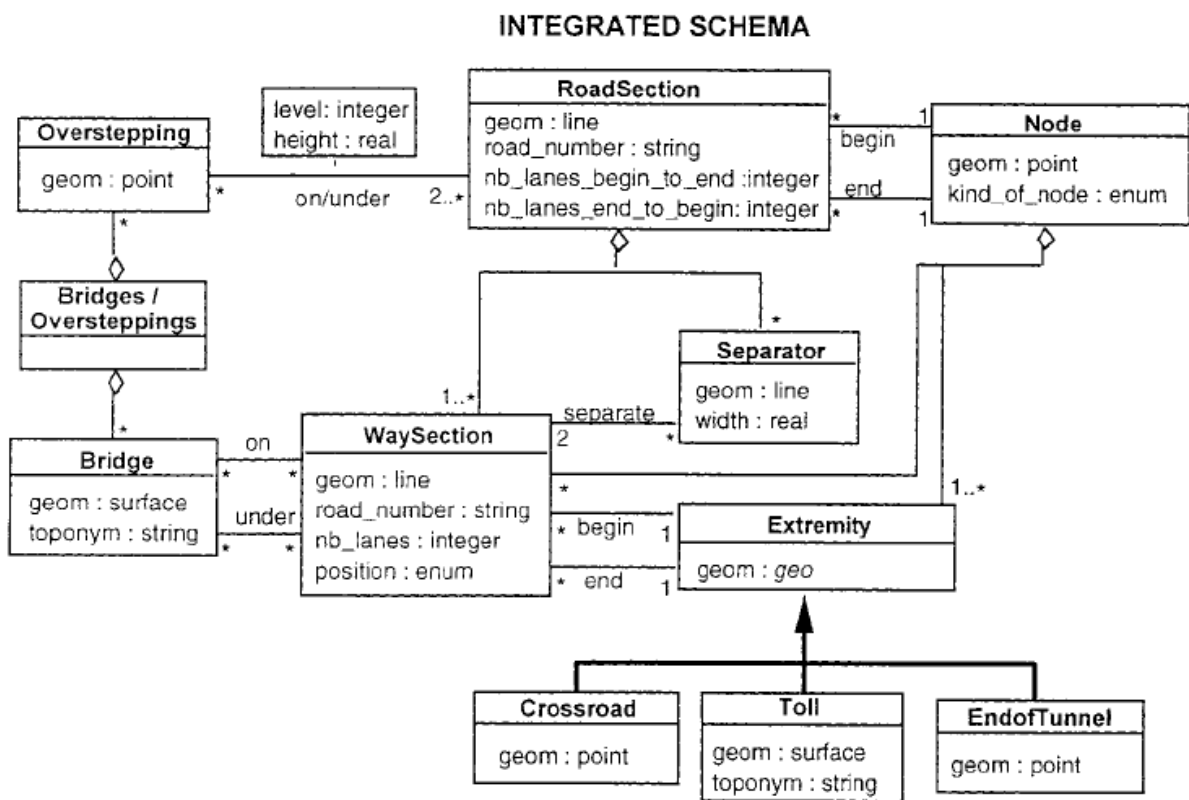 INTEGRATED SCHEMA
Overstepping
geom : point
level: integer
height : real
*
on/under
2..*
RoadSection
geom : line
road_number : string
nb_lanes_begin_to_end :integer
nb_lanes_end_to_begin: integer
*
begin
1
end
*
1
Node
geom : point
kind_of_node : enum
*
Bridges /
Oversteppings
*
1..*
*
Separator
geom : line
width : real
separate
2
*
Bridge
geom : surface
toponym : string
on
*
*
under
*
*
WaySection
geom : line
road_number : string
nb_lanes : integer
position : enum
*
1..*
*
begin
1
*
end
1
Extremity
geom : geo
Crossroad
geom : point
Toll
geom : surface
toponym : string
EndofTunnel
geom : point